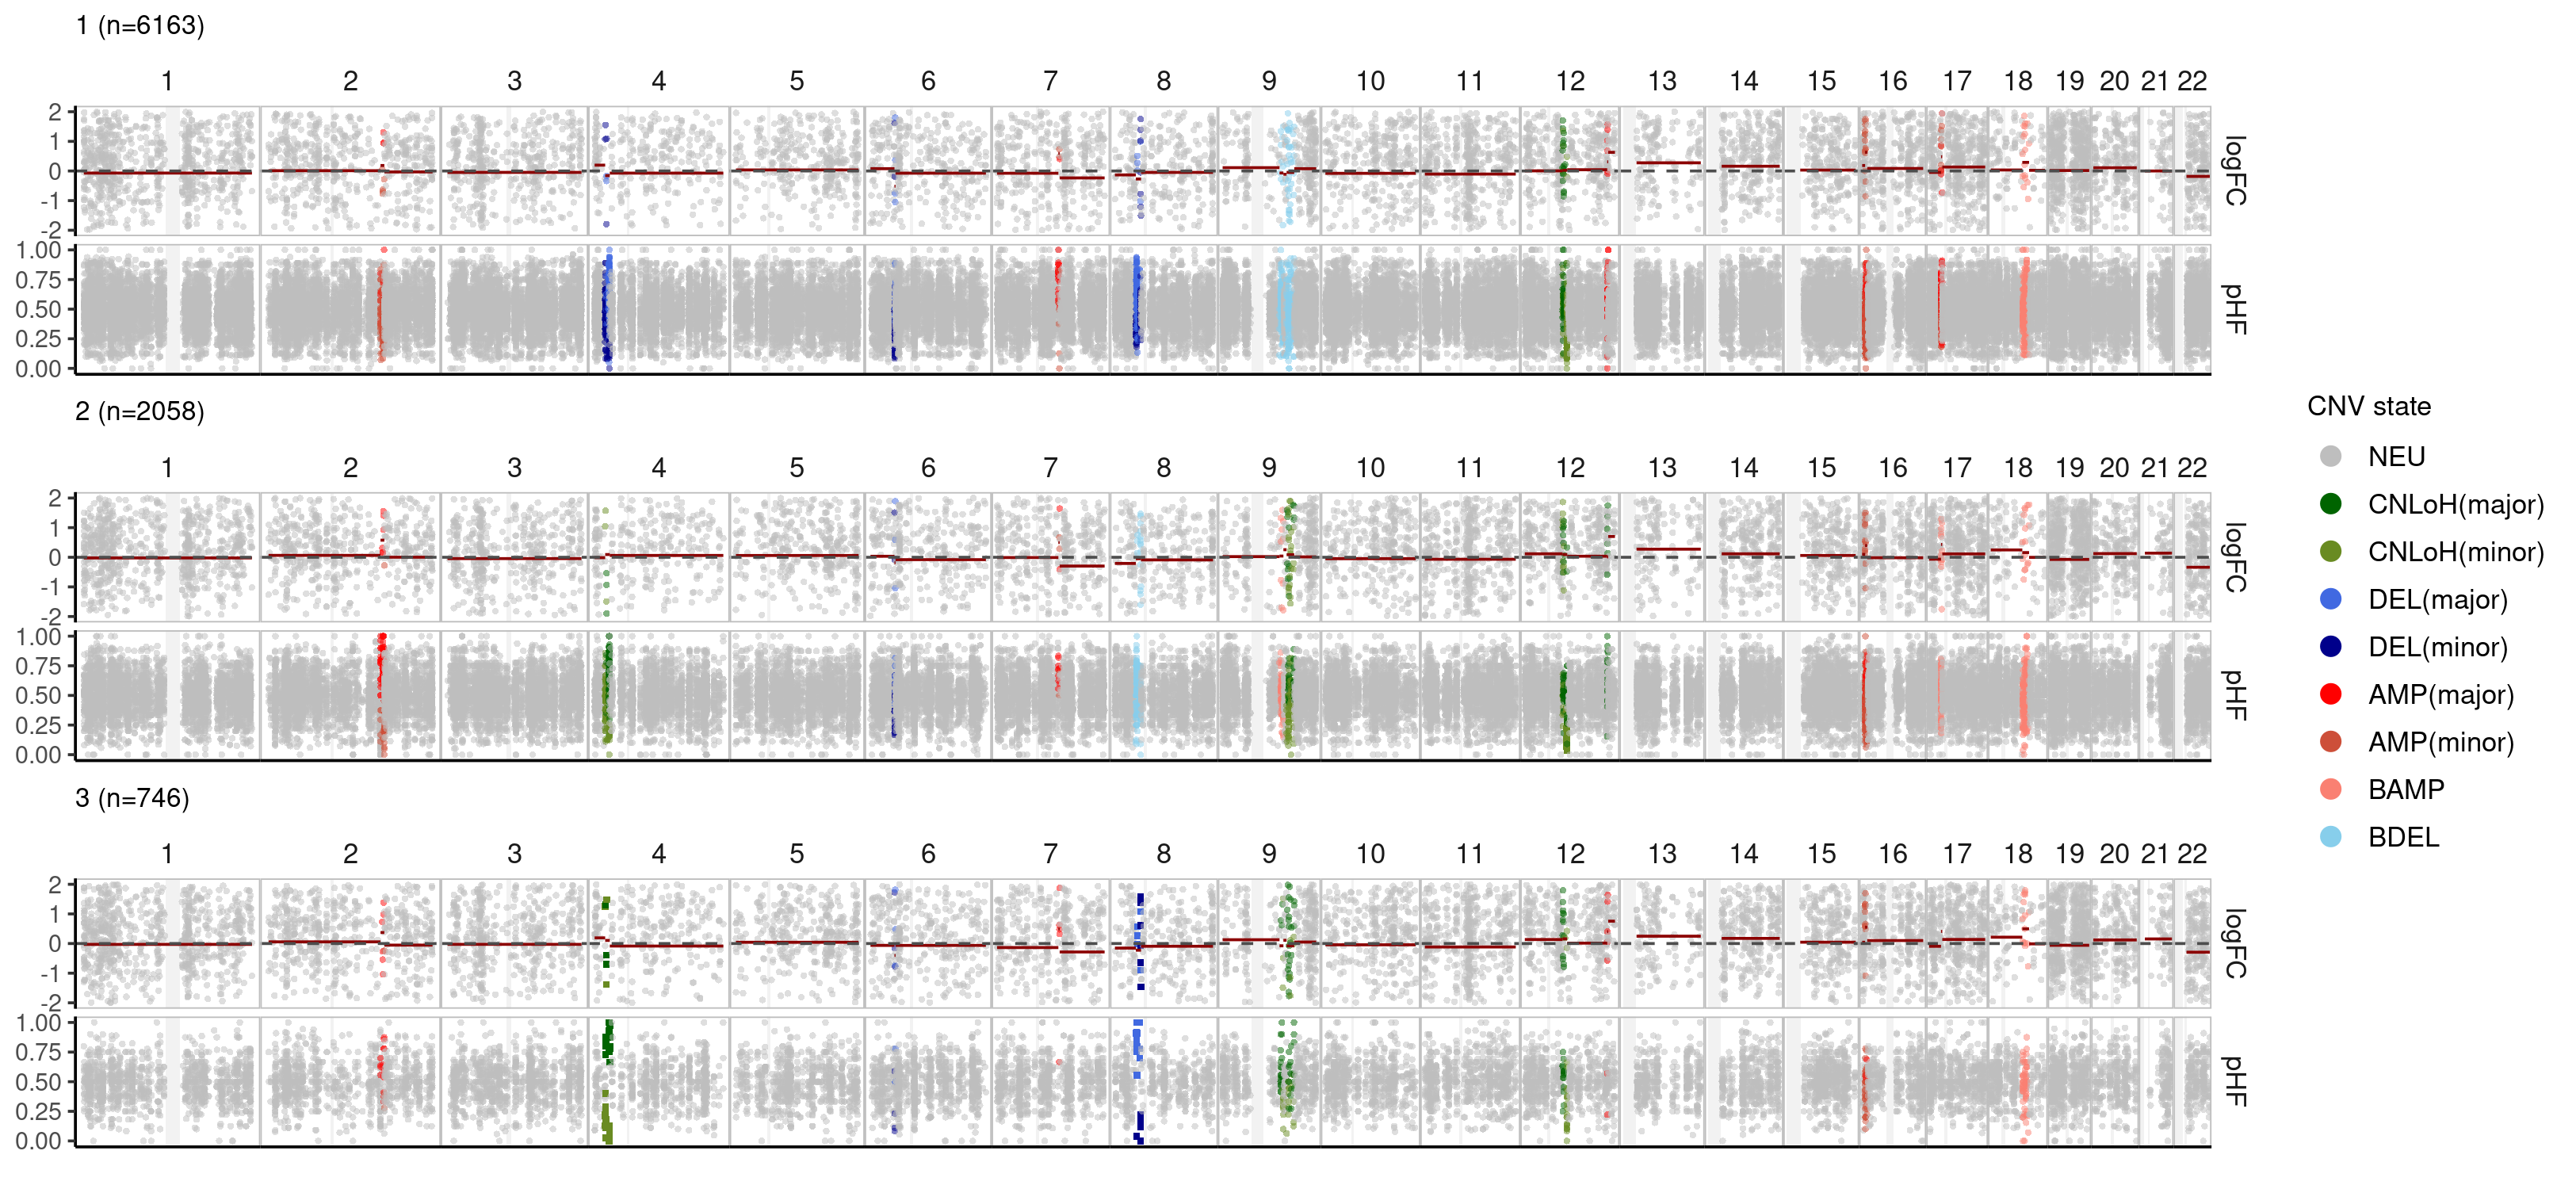 1 (n=6163)
1 2 3 4 5 6 7 8 9 10 11 12 13 14 15 16 17 18 19 20 21 22
2
1
0
-1
-2
logFC
1.00
0.75
0.50
0.25
0.00
pHF
2 (n=2058)
1 2 3 4 5 6 7 8 9 10 11 12 13 14 15 16 17 18 19 20 21 22
2
1
0
-1
-2
logFC
1.00
0.75
0.50
0.25
0.00
pHF
3 (n=746)
1 2 3 4 5 6 7 8 9 10 11 12 13 14 15 16 17 18 19 20 21 22
2
1
0
-1
-2
logFC
1.00
0.75
0.50
0.25
0.00
pHF
CNV state
NEU
CNLoH(major)
CNLoH(minor)
DEL(major)
DEL(minor)
AMP(major)
AMP(minor)
BAMP
BDEL